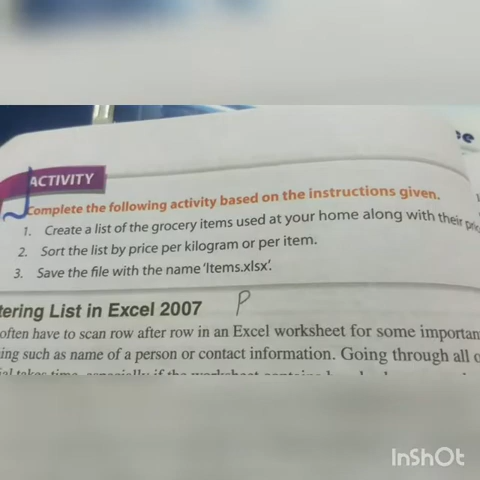 ACTIVITY
Complete the following activity based on the instructions given.
1. Create a list of the grocery items used at your home along with their
2. Sort the list by price per kilogram or per item.
3. Save the file with the name 'Items.xlsx'.
tering List in Excel 2007 P
often have to scan row after row in an Excel worksheet for some importan
ing such as name of a person or contact information. Going through all
InShOt